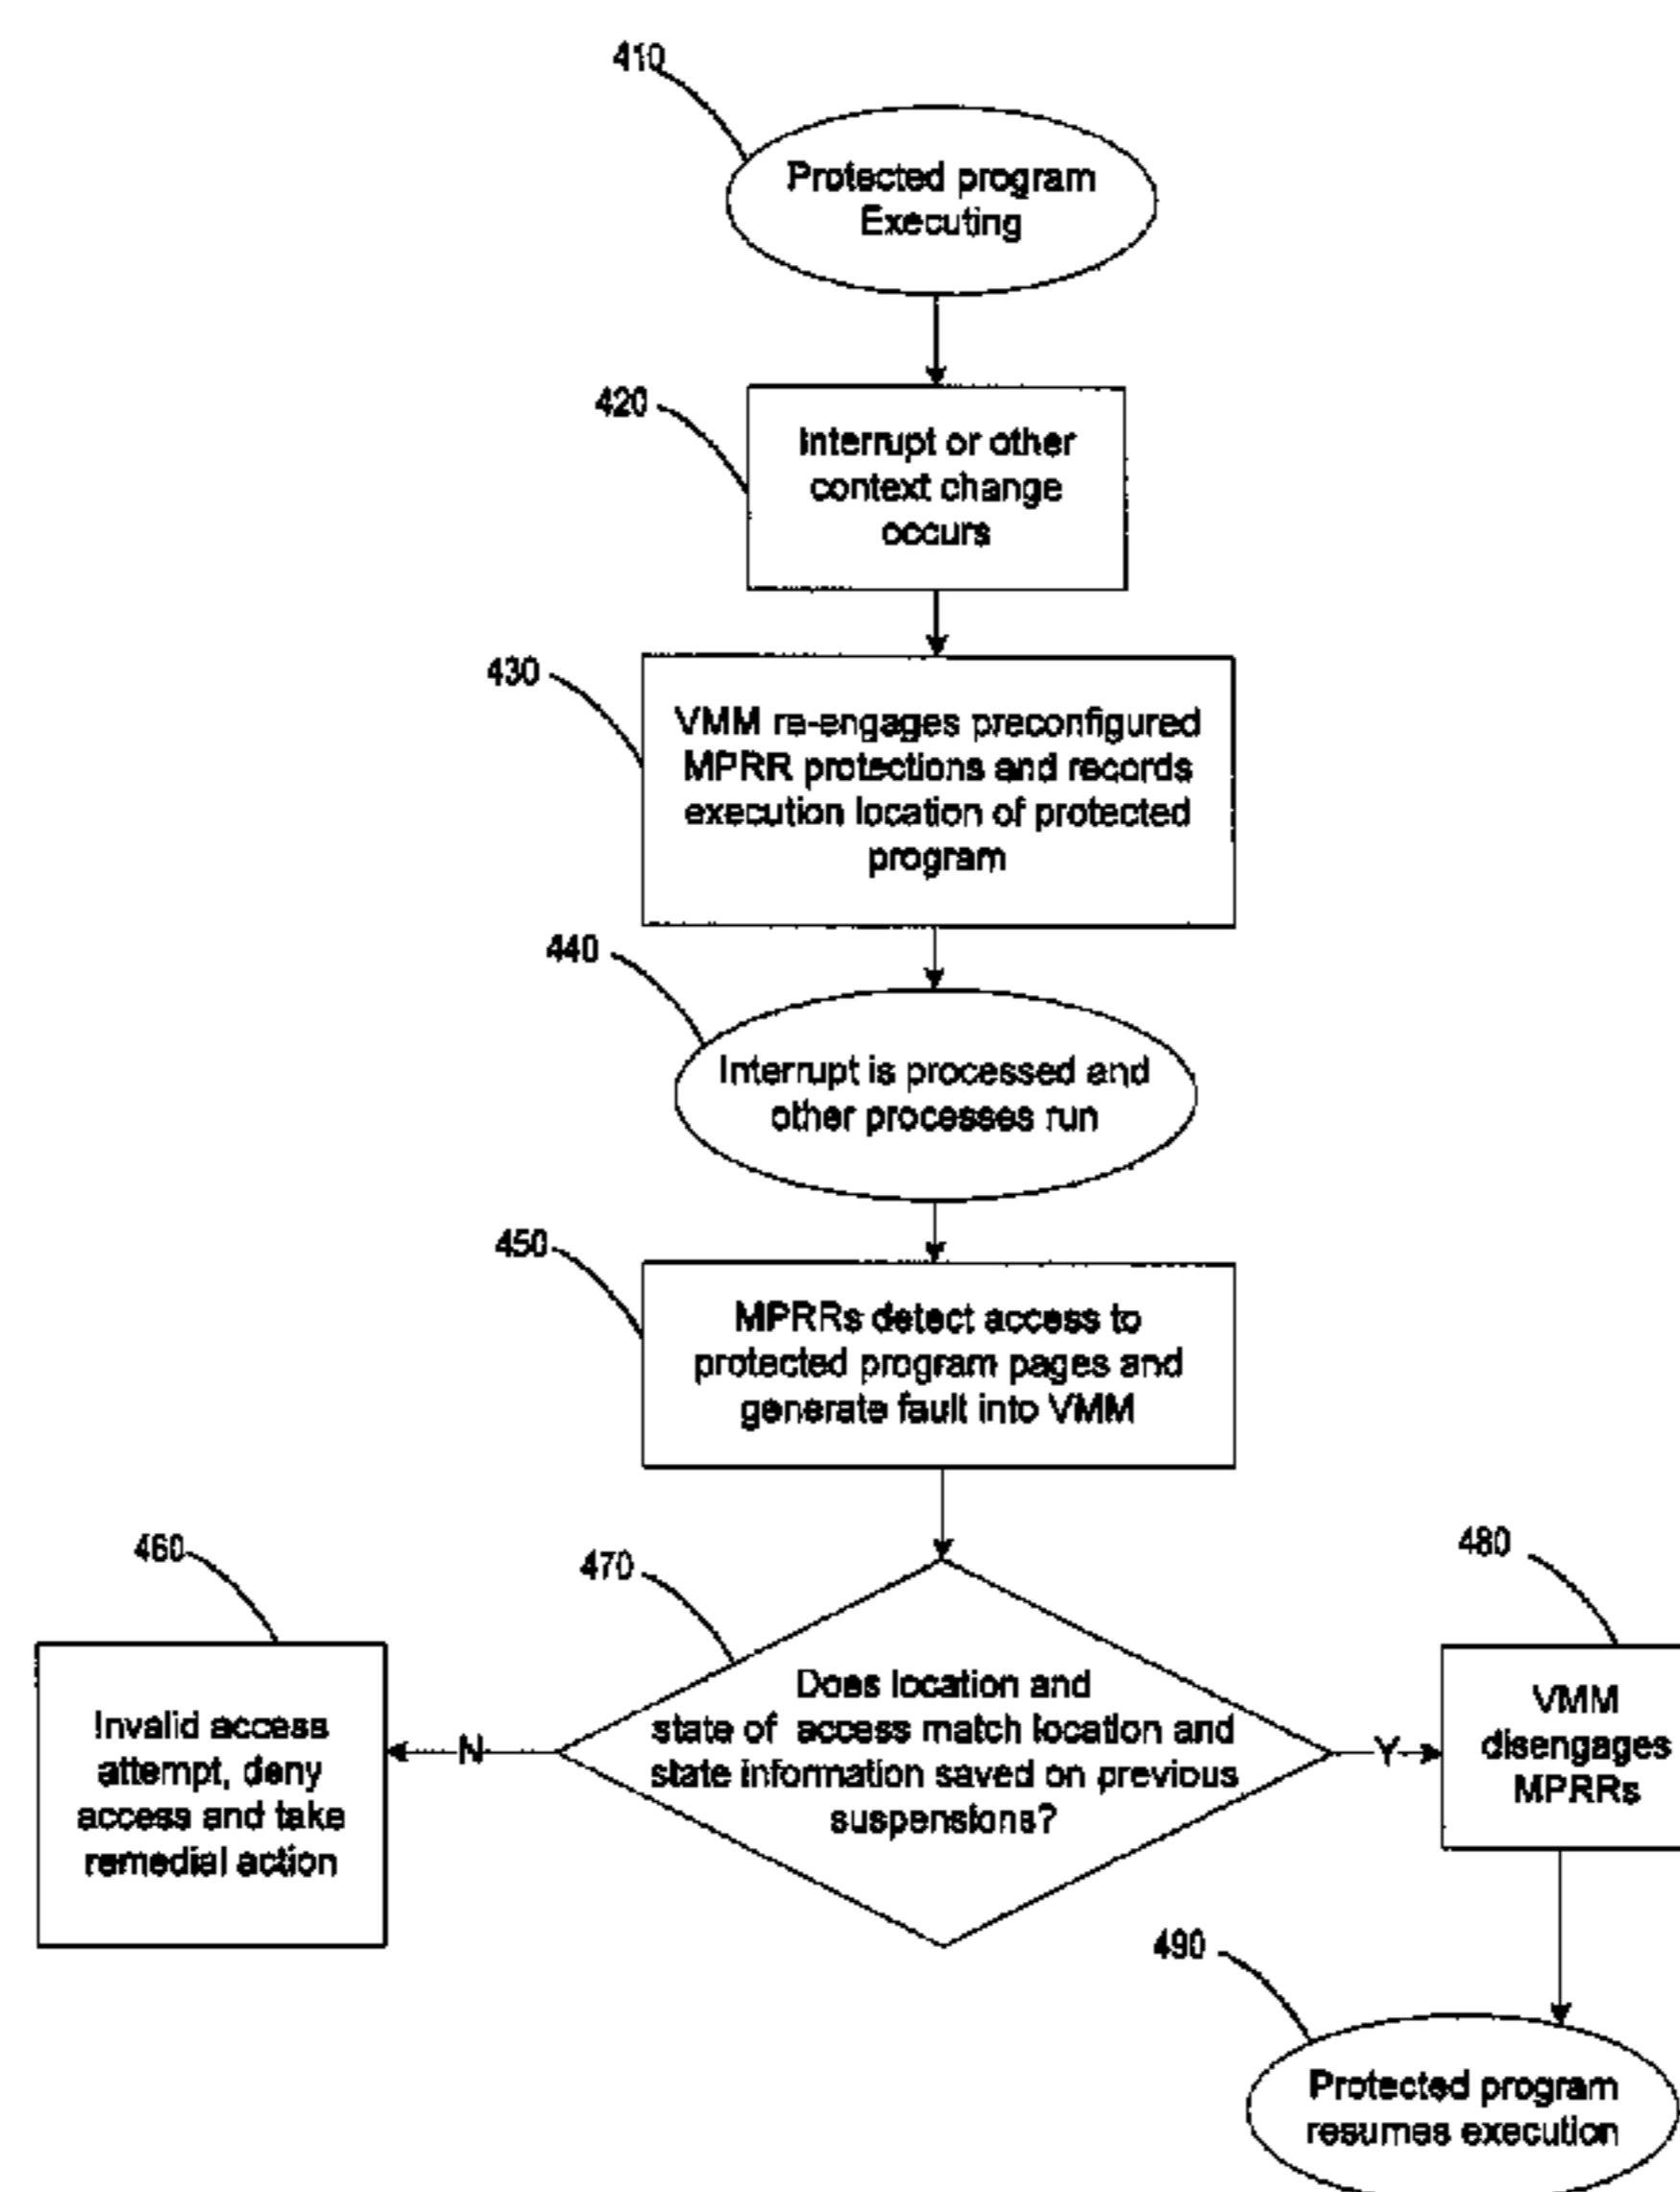 410
Protected program
Executing
420
Interrupt or other
context change
occurs
430
VMM re-engages preconfigured
MPRR protections and records
execution location of protected
program
440
Interrupt is processed and
other processes run
450
MPRRs detect access to
protected program pages and
generate fault into VMM
460
470
480
Does location and
state of access match location and
state information saved on previous
suspensions?
Invalid access
attempt, deny
access and take
remedial action
N
Y
VMM
disengages
MPRRs
490
Protected program
resumes execution